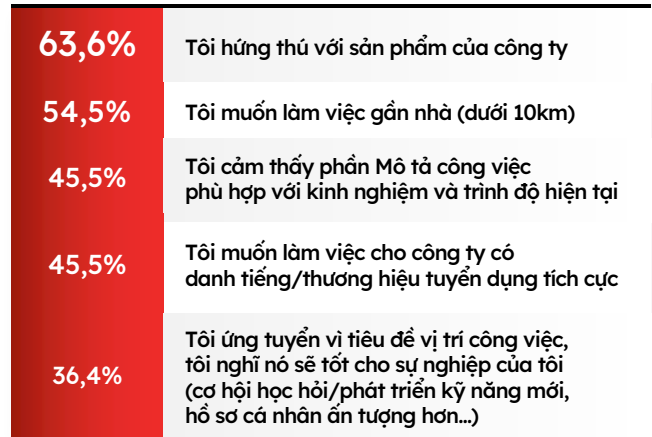 63,6% Tôi hứng thú với sản phẩm của công ty
54,5% Tôi muốn làm việc gần nhà (dưới 10km)
45,5% Tôi cảm thấy phần Mô tả công việc
phù hợp với kinh nghiệm và trình độ hiện tại
45,5% Tôi muốn làm việc cho công ty có
danh tiếng/thương hiệu tuyển dụng tích cực
36,4% Tôi ứng tuyển vì tiêu đề vị trí công việc,
tôi nghĩ nó sẽ tốt cho sự nghiệp của tôi
(cơ hội học hỏi/phát triển kỹ năng mới,
hồ sơ cá nhân ấn tượng hơn...)